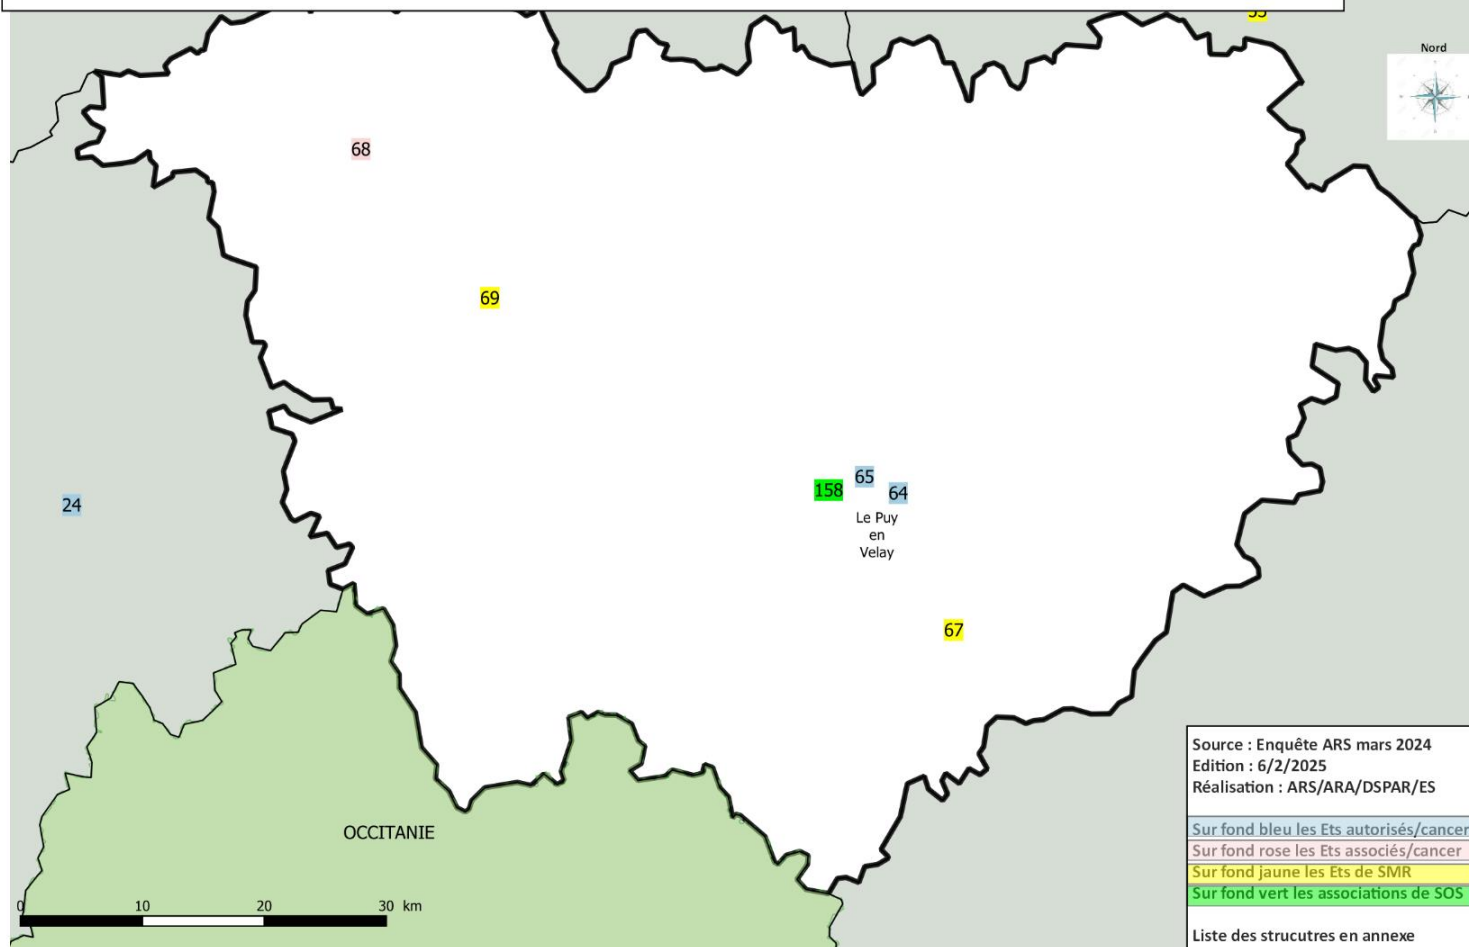 Nord
68
69
65
158
64
24
Le Puy
en
Velay
67
OCCITANIE
0 10 20 30 km
Source : Enquête ARS mars 2024
Edition : 6/2/2025
Réalisation : ARS/ARA/DSPAR/ES
Sur fond bleu les Ets autorisés/cancer
Sur fond rose les Ets associés/cancer
Sur fond jaune les Ets de SMR
Sur fond vert les associations de SOS
Liste des strucutres en annexe